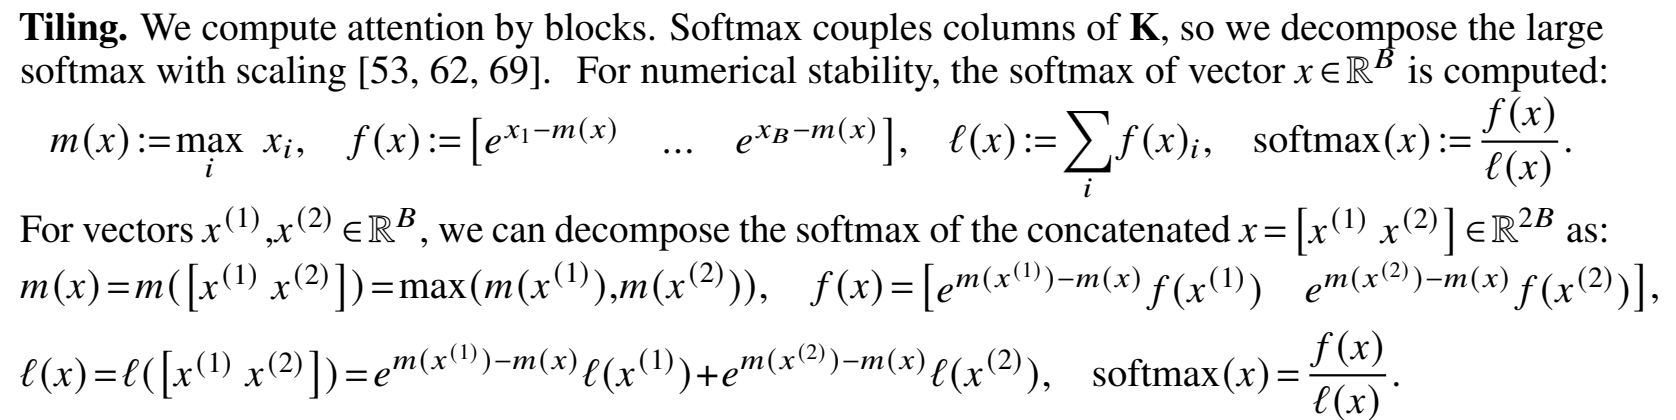 Tiling. We compute attention by blocks. Softmax couples columns of K, so we decompose the large
softmax with scaling [53, 62, 69]. For numerical stability, the softmax of vector x ∈ ℝ^B is computed:
m(x) := max_i x_i, f(x) := [e^{x_1−m(x)} ... e^{x_B−m(x)}], ℓ(x) := ∑_i f(x)_i, softmax(x) := f(x)/ℓ(x).
For vectors x^{(1)}, x^{(2)} ∈ ℝ^B, we can decompose the softmax of the concatenated x = [x^{(1)} x^{(2)}] ∈ ℝ^{2B} as:
m(x) = m([x^{(1)} x^{(2)}]) = max(m(x^{(1)}), m(x^{(2)})), f(x) = [e^{m(x^{(1)})−m(x)} f(x^{(1)}) e^{m(x^{(2)})−m(x)} f(x^{(2)})],
ℓ(x) = ℓ([x^{(1)} x^{(2)}]) = e^{m(x^{(1)})−m(x)} ℓ(x^{(1)}) + e^{m(x^{(2)})−m(x)} ℓ(x^{(2)}), softmax(x) = f(x)/ℓ(x).